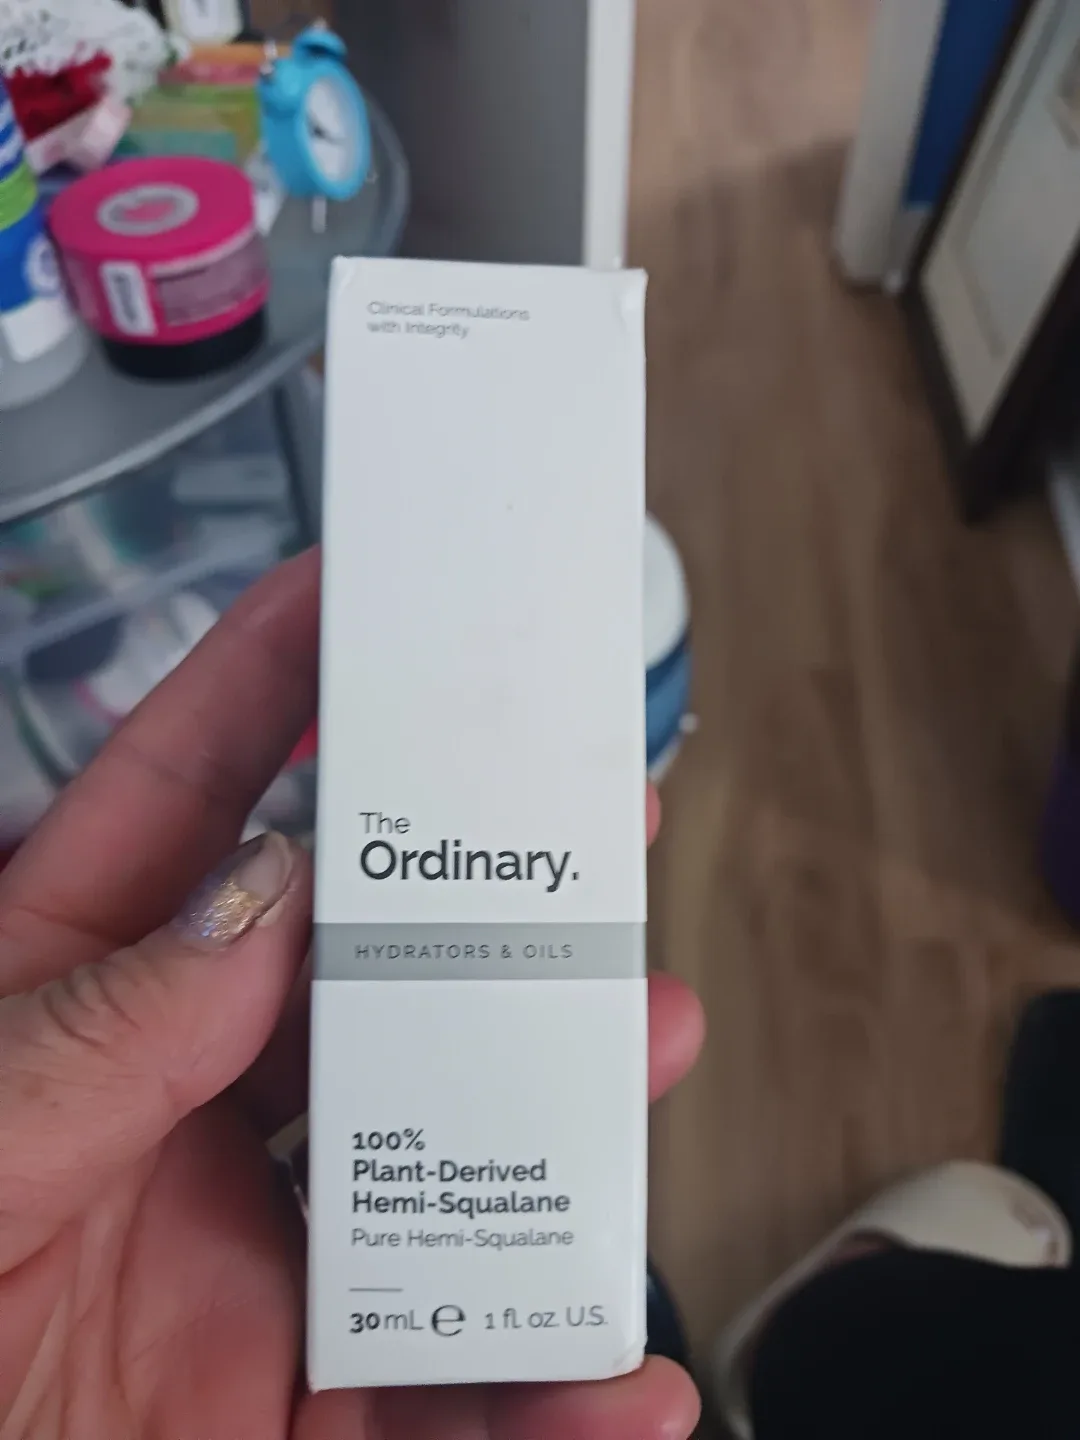 Clinical Formulations
with Integrity
The
Ordinary.
HYDRATORS & OILS
100%
Plant-Derived
Hemi-Squalane
Pure Hemi-Squalane
30 mL ℮ 1 fl. oz. U.S.